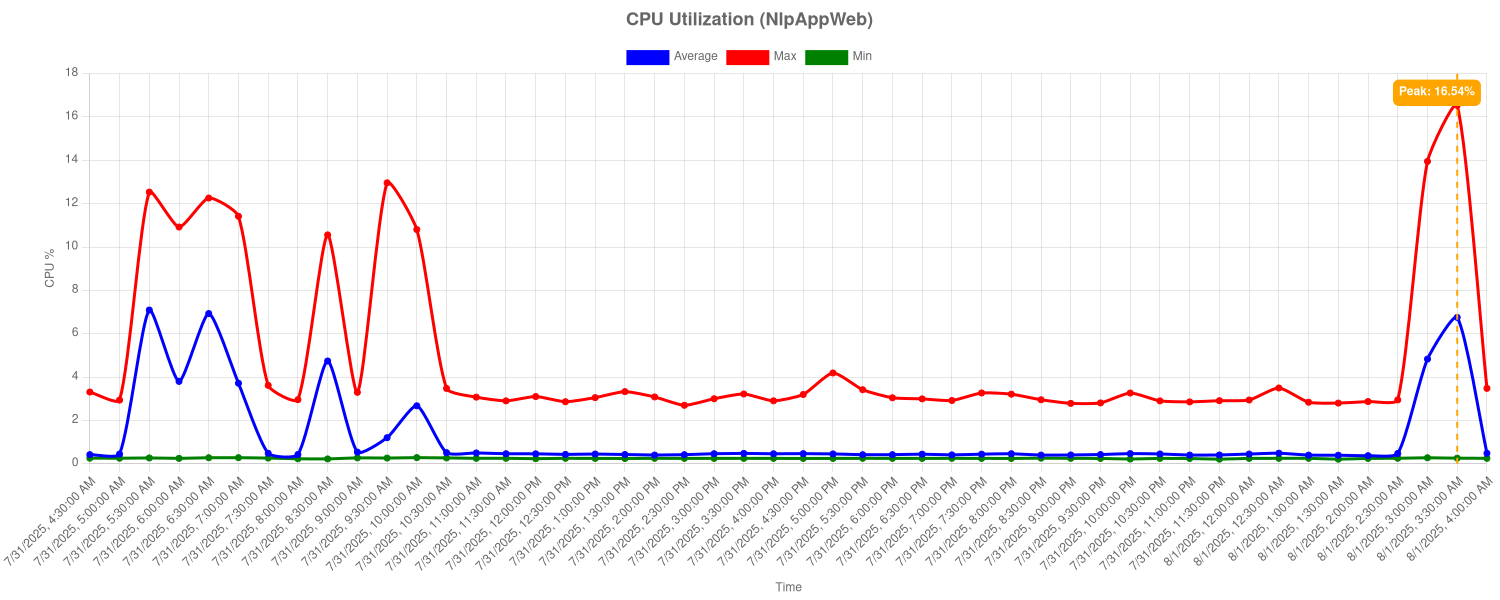 CPU Utilization (NlpAppWeb)
Average Max Min
18
Peak: 16.54%
16
14
12
10
8
6
4
2
0
CPU %
7/31/2025, 4:30:00 AM
7/31/2025, 5:00:00 AM
7/31/2025, 5:30:00 AM
7/31/2025, 6:00:00 AM
7/31/2025, 6:30:00 AM
7/31/2025, 7:00:00 AM
7/31/2025, 7:30:00 AM
7/31/2025, 8:00:00 AM
7/31/2025, 8:30:00 AM
7/31/2025, 9:00:00 AM
7/31/2025, 9:30:00 AM
7/31/2025, 10:00:00 AM
7/31/2025, 10:30:00 AM
7/31/2025, 11:00:00 AM
7/31/2025, 11:30:00 AM
7/31/2025, 12:00:00 PM
7/31/2025, 12:30:00 PM
7/31/2025, 1:00:00 PM
7/31/2025, 1:30:00 PM
7/31/2025, 2:00:00 PM
7/31/2025, 2:30:00 PM
7/31/2025, 3:00:00 PM
7/31/2025, 3:30:00 PM
7/31/2025, 4:00:00 PM
7/31/2025, 4:30:00 PM
7/31/2025, 5:00:00 PM
7/31/2025, 5:30:00 PM
7/31/2025, 6:00:00 PM
7/31/2025, 6:30:00 PM
7/31/2025, 7:00:00 PM
7/31/2025, 7:30:00 PM
7/31/2025, 8:00:00 PM
7/31/2025, 8:30:00 PM
7/31/2025, 9:00:00 PM
7/31/2025, 9:30:00 PM
7/31/2025, 10:00:00 PM
7/31/2025, 10:30:00 PM
7/31/2025, 11:00:00 PM
7/31/2025, 11:30:00 PM
8/1/2025, 12:00:00 AM
8/1/2025, 12:30:00 AM
8/1/2025, 1:00:00 AM
8/1/2025, 1:30:00 AM
8/1/2025, 2:00:00 AM
8/1/2025, 2:30:00 AM
8/1/2025, 3:00:00 AM
8/1/2025, 3:30:00 AM
8/1/2025, 4:00:00 AM
Time